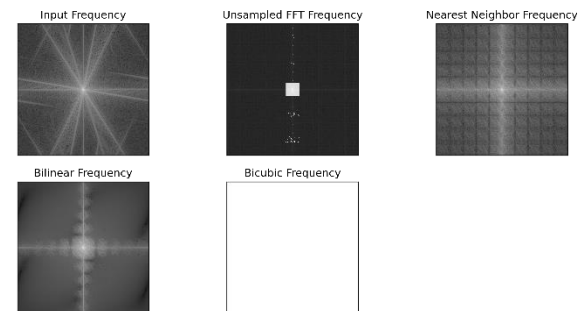 Input Frequency
Unsampled FFT Frequency
Nearest Neighbor Frequency
Bilinear Frequency
Bicubic Frequency